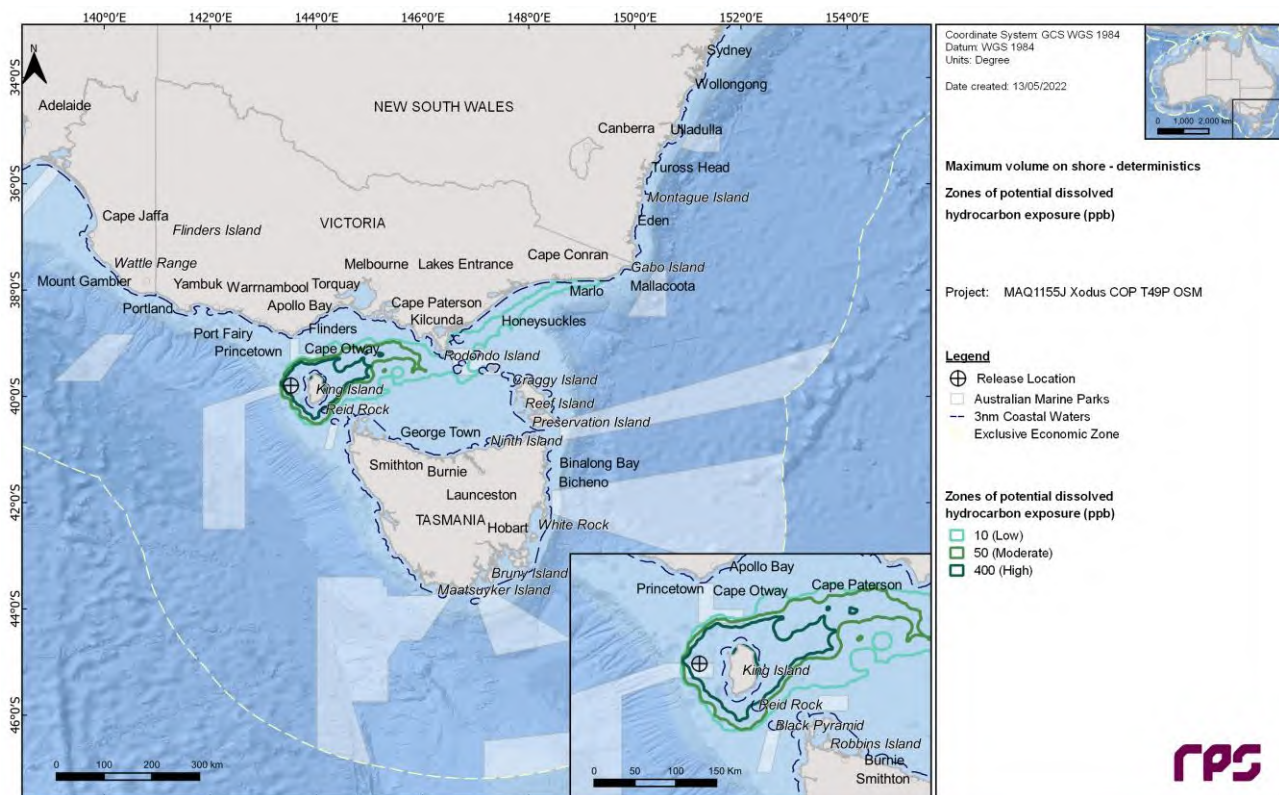 140°0'E 142°0'E 144°0'E 146°0'E 148°0'E 150°0'E 152°0'E 154°0'E
N
34°0'S
36°0'S
38°0'S
40°0'S
42°0'S
44°0'S
46°0'S
Sydney
Wollongong
Adelaide
NEW SOUTH WALES
Canberra
Ulladulla
Tuross Head
Montague Island
Cape Jaffa
Flinders Island
VICTORIA
Eden
Wattle Range
Melbourne
Lakes Entrance
Cape Conran
Gabo Island
Mount Gambier
Yambuk
Warrnambool
Torquay
Marlo
Mallacoota
Portland
Apollo Bay
Cape Paterson
Kilcunda
Honeysuckles
Port Fairy
Flinders
Princetown
Cape Otway
Rodondo Island
Craggy Island
King Island
Reef Island
Reid Rock
Preservation Island
George Town
Ninth Island
Smithton
Burnie
Binalong Bay
Bicheno
Launceston
TASMANIA
Hobart
White Rock
Bruny Island
Maatsuyker Island
0 100 200 300 km
Apollo Bay
Princetown
Cape Otway
Cape Paterson
King Island
Reid Rock
Black Pyramid
Robbins Island
Burnie
Smithton
0 50 100 150 Km
Coordinate System: GCS WGS 1984
Datum: WGS 1984
Units: Degree
Date created: 13/05/2022
0 1,000 2,000 km
Maximum volume on shore - deterministics
Zones of potential dissolved
hydrocarbon exposure (ppb)
Project: MAQ1155J Xodus COP T49P OSM
Legend
Release Location
Australian Marine Parks
3nm Coastal Waters
Exclusive Economic Zone
Zones of potential dissolved
hydrocarbon exposure (ppb)
10 (Low)
50 (Moderate)
400 (High)
rps